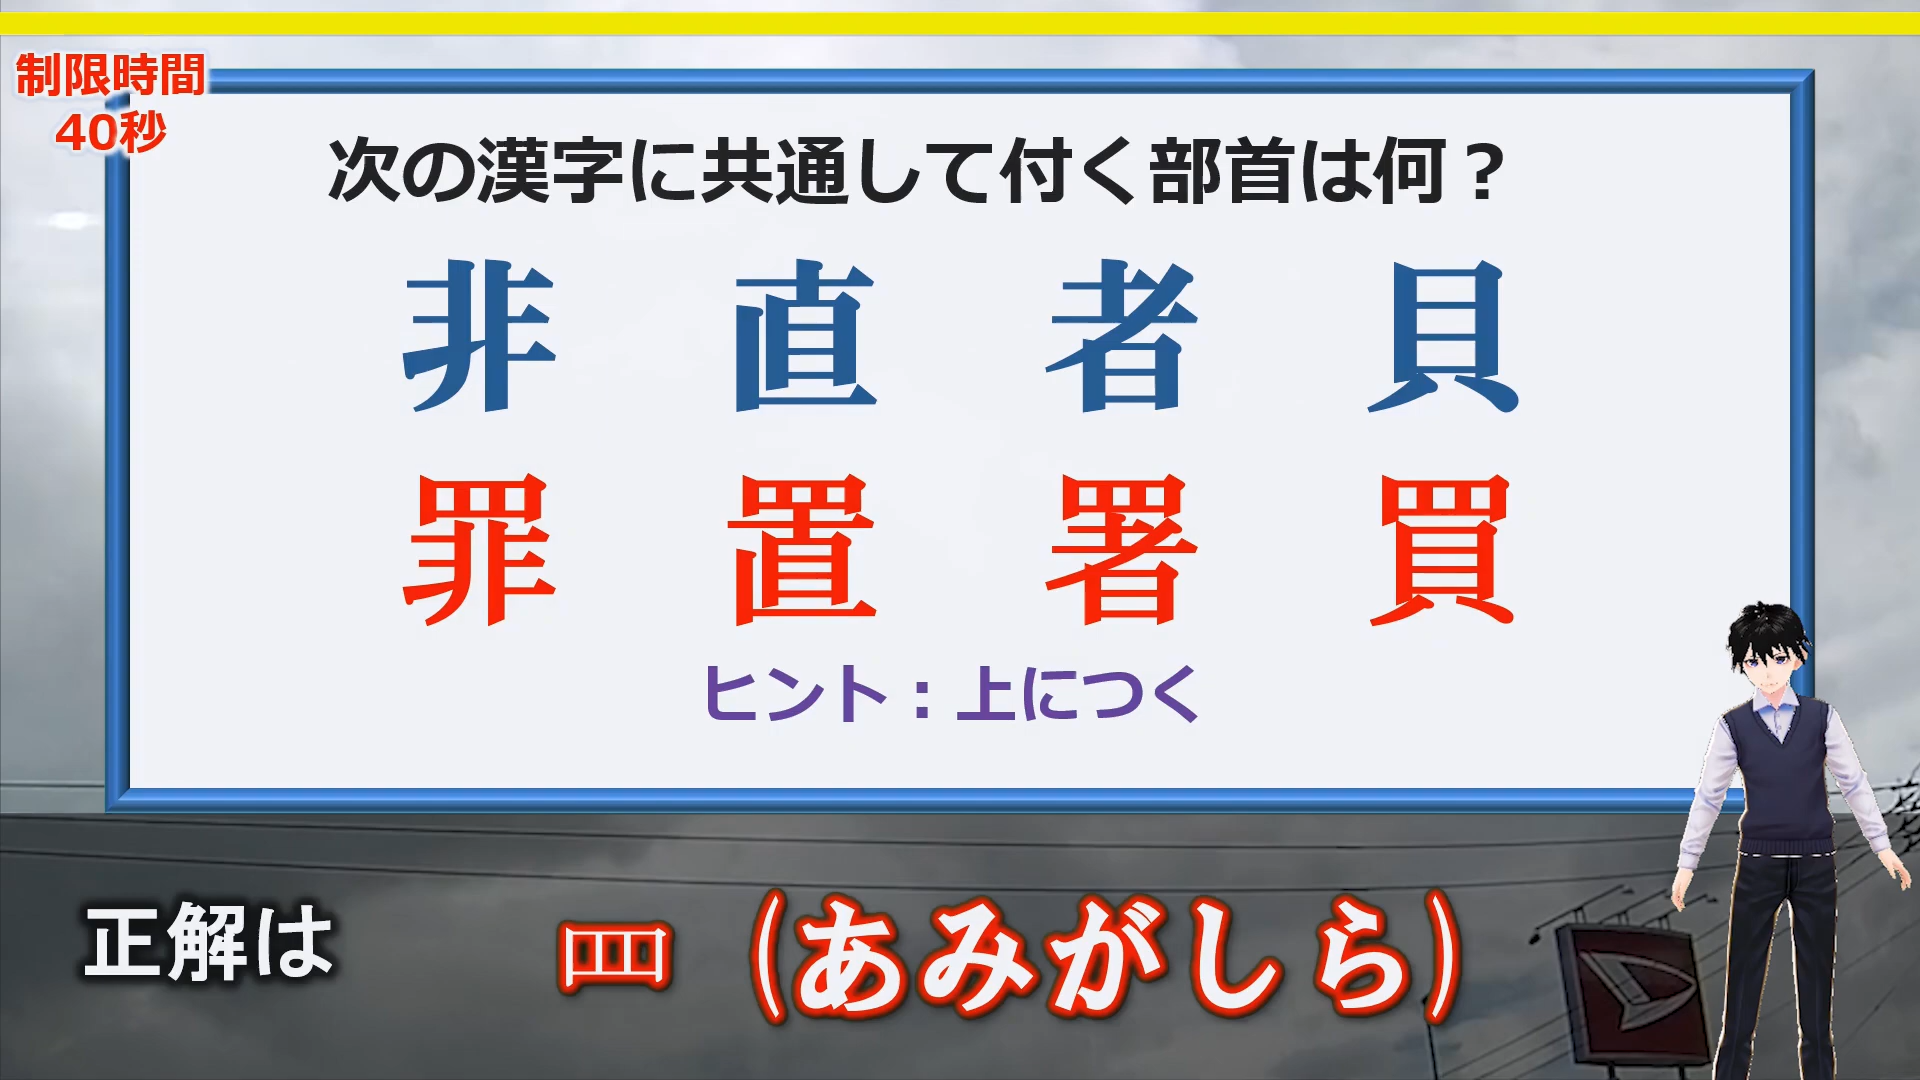 制限時間
40秒
次の漢字に共通して付く部首は何？
非 直 者 貝
罪 置 署 買
ヒント：上につく
正解は 罒（あみがしら）